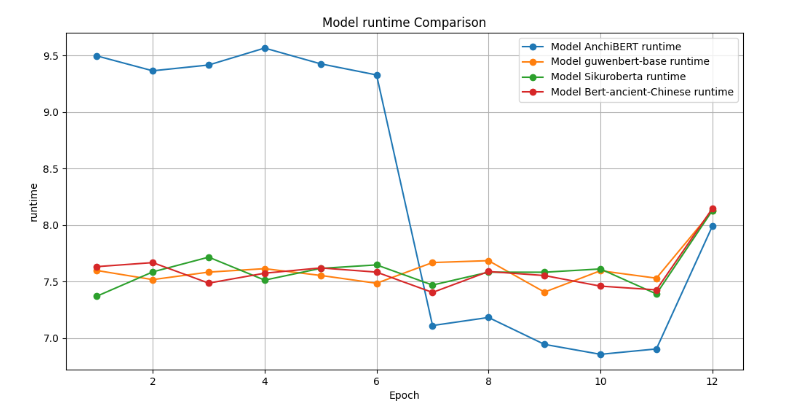 Model runtime Comparison
Model AnchiBERT runtime
Model guwenbert-base runtime
Model Sikuroberta runtime
Model Bert-ancient-Chinese runtime
9.5
9.0
8.5
8.0
7.5
7.0
runtime
2 4 6 8 10 12
Epoch